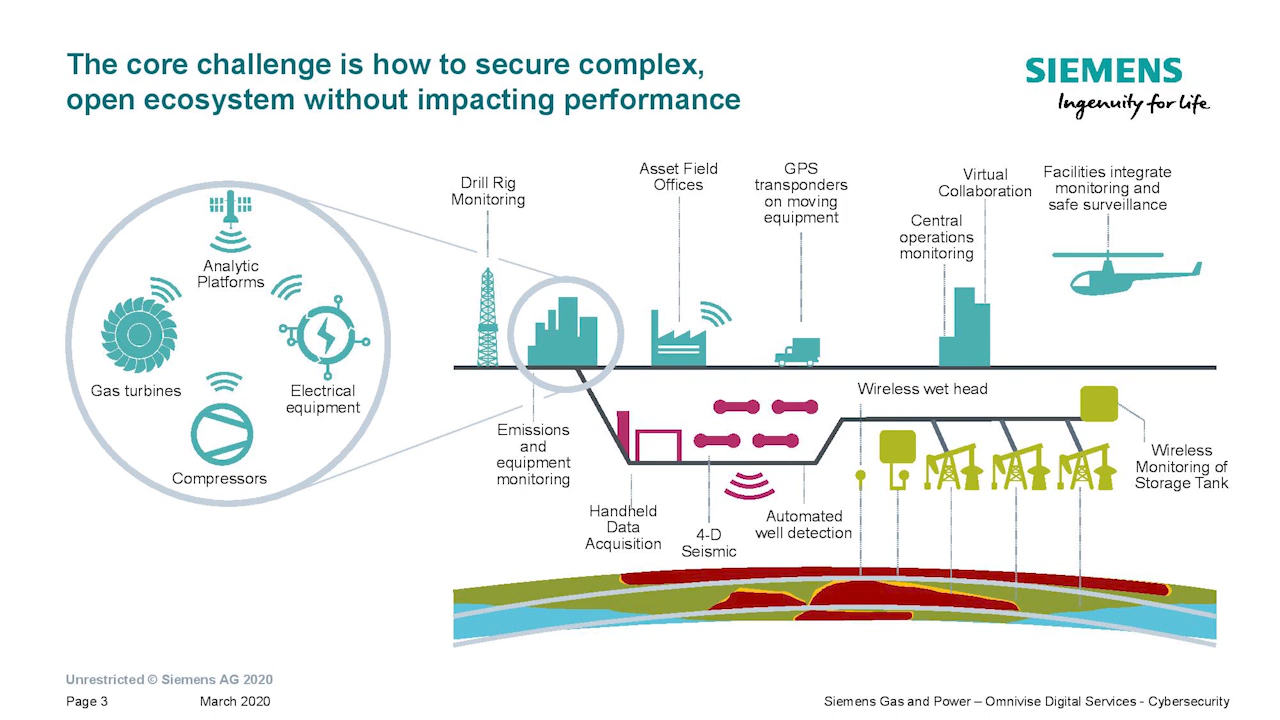 The core challenge is how to secure complex,
open ecosystem without impacting performance
SIEMENS
Ingenuity for life
Analytic
Platforms
Gas turbines
Electrical
equipment
Compressors
Drill Rig
Monitoring
Asset Field
Offices
GPS
transponders
on moving
equipment
Central
operations
monitoring
Virtual
Collaboration
Facilities integrate
monitoring and
safe surveillance
Emissions
and
equipment
monitoring
Handheld
Data
Acquisition
4-D
Seismic
Automated
well detection
Wireless wet head
Wireless
Monitoring of
Storage Tank
Unrestricted © Siemens AG 2020
Page 3 March 2020 Siemens Gas and Power – Omnivise Digital Services - Cybersecurity